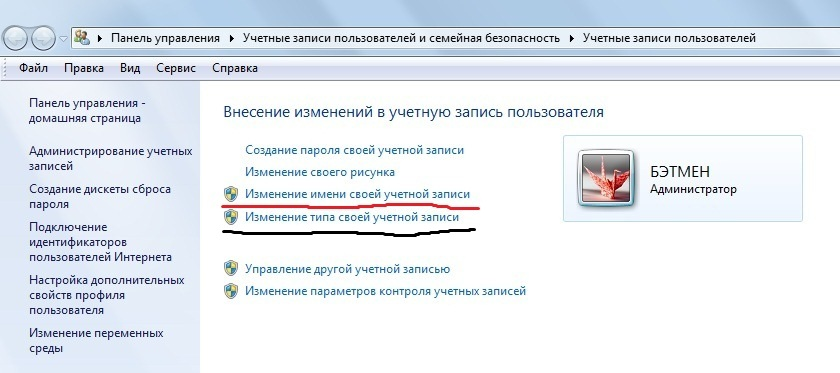 Панель управления Учетные записи пользователей и семейная безопасность Учетные записи пользователей
Файл Правка Вид Сервис Справка
Панель управления -
домашняя страница
Администрирование учетных
записей
Создание дискеты сброса
пароля
Подключение
идентификаторов
пользователей Интернета
Настройка дополнительных
свойств профиля
пользователя
Изменение переменных
среды
Внесение изменений в учетную запись пользователя
Создание пароля своей учетной записи
Изменение своего рисунка
Изменение имени своей учетной записи
Изменение типа своей учетной записи
Управление другой учетной записью
Изменение параметров контроля учетных записей
БЭТМЕН
Администратор